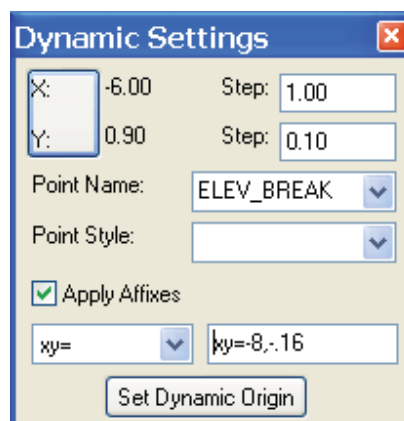 Dynamic Settings
X: -6.00 Step: 1.00
Y: 0.90 Step: 0.10
Point Name: ELEV_BREAK
Point Style:
Apply Affixes
xy= xy=-8,-.16
Set Dynamic Origin